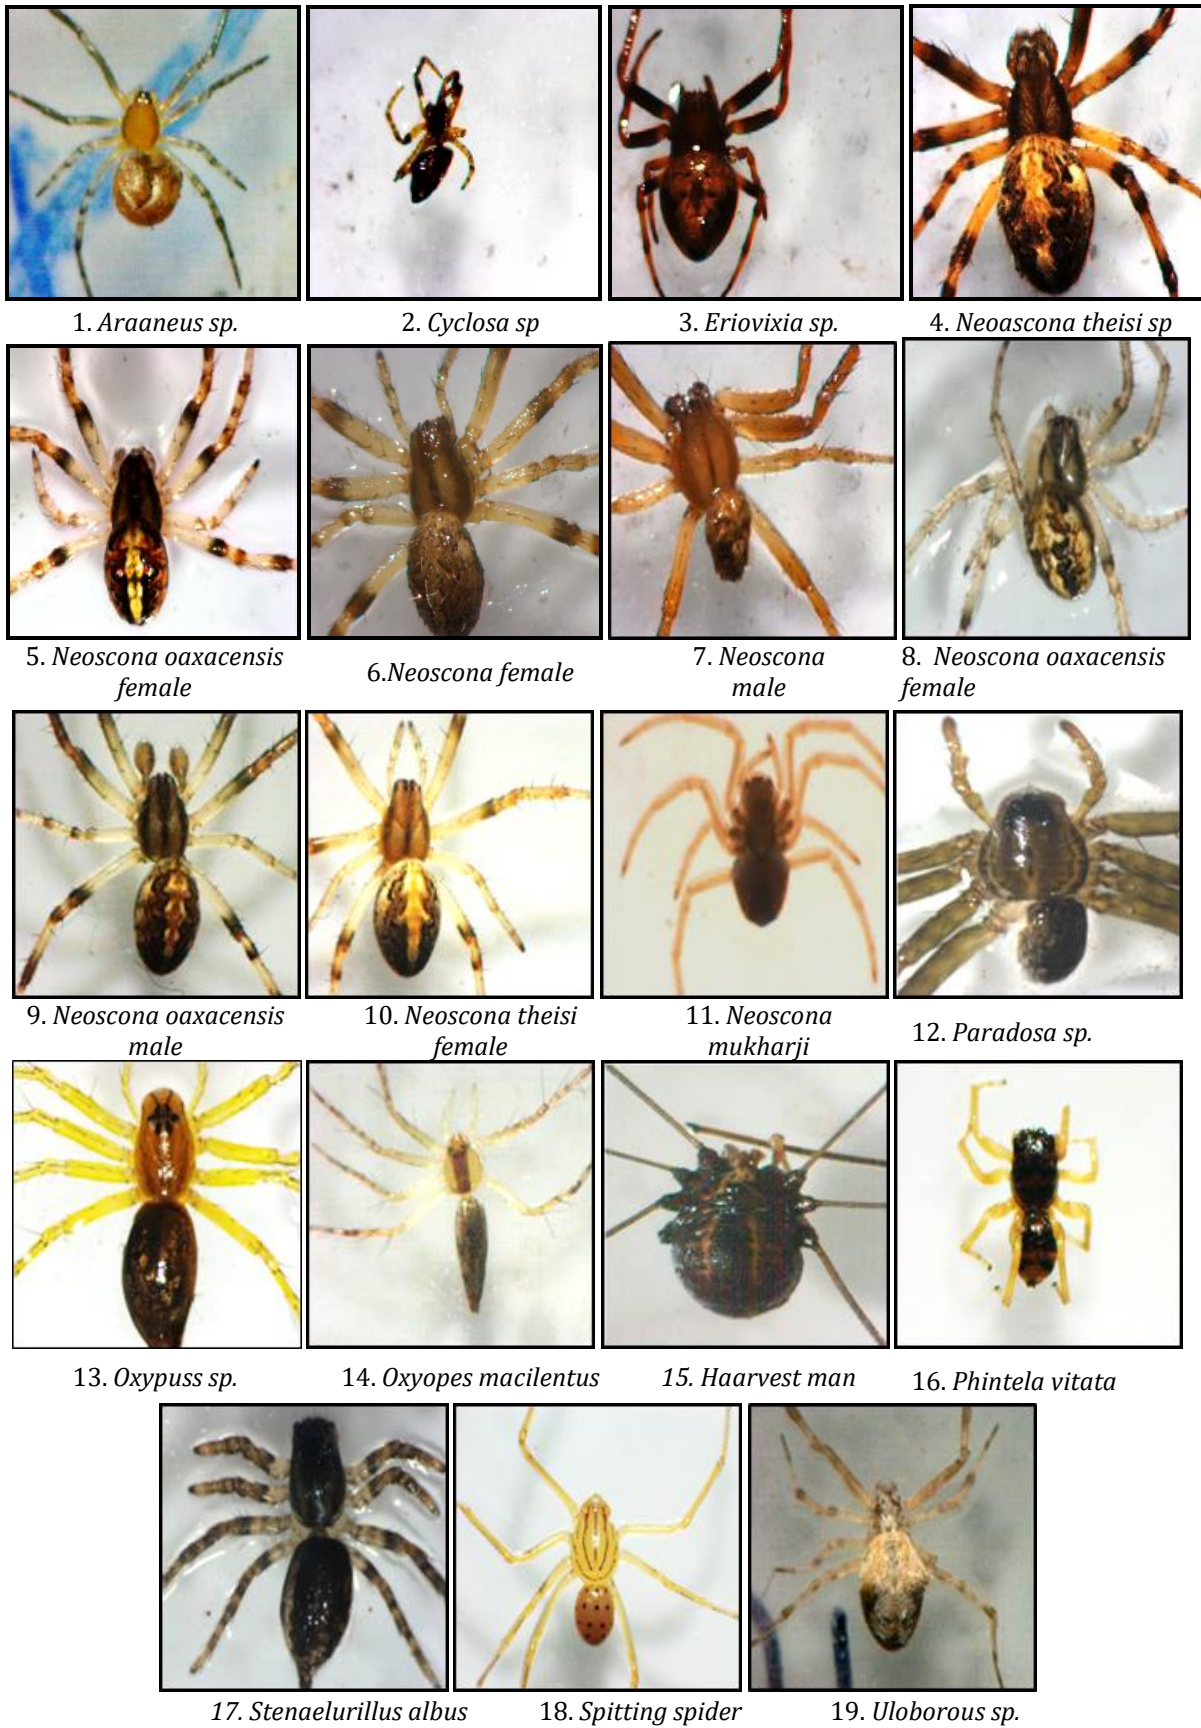 1. Araaneus sp.
2. Cyclosa sp
3. Eriovixia sp.
4. Neoascona theisi sp
5. Neoscona oaxacensis
female
6.Neoscona female
7. Neoscona
male
8. Neoscona oaxacensis
female
9. Neoscona oaxacensis
male
10. Neoscona theisi
female
11. Neoscona
mukharji
12. Paradosa sp.
13. Oxypuss sp.
14. Oxyopes macilentus
15. Haarvest man
16. Phintela vitata
17. Stenaelurillus albus
18. Spitting spider
19. Uloborous sp.